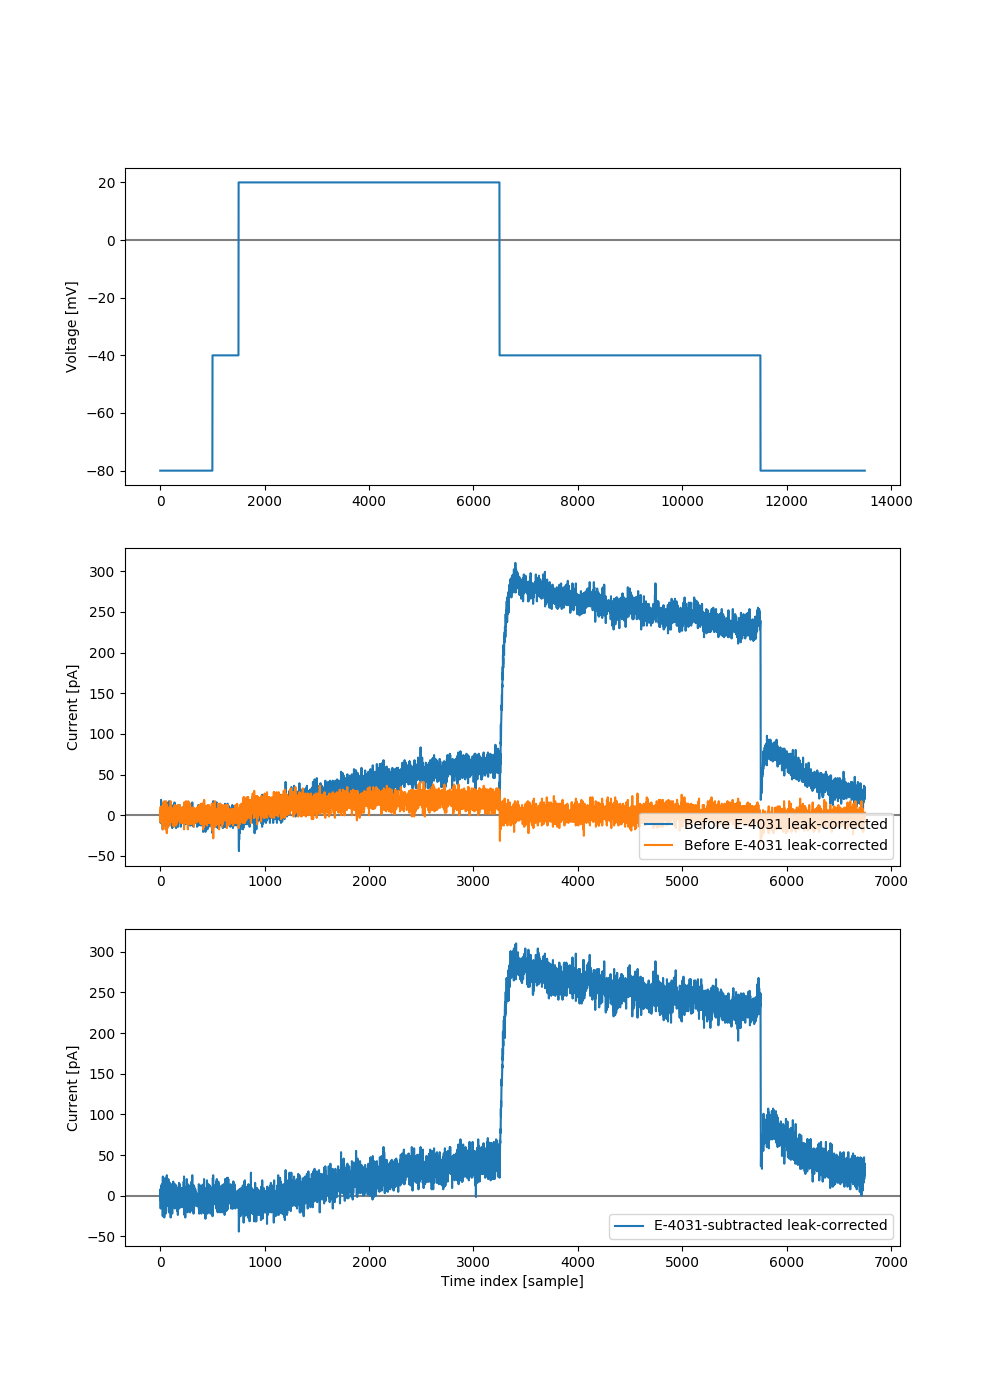 20
0
−20
−40
−60
−80
Voltage [mV]
0 2000 4000 6000 8000 10000 12000 14000
300
250
200
150
100
50
0
−50
Current [pA]
Before E-4031 leak-corrected
Before E-4031 leak-corrected
0 1000 2000 3000 4000 5000 6000 7000
300
250
200
150
100
50
0
−50
Current [pA]
E-4031-subtracted leak-corrected
0 1000 2000 3000 4000 5000 6000 7000
Time index [sample]